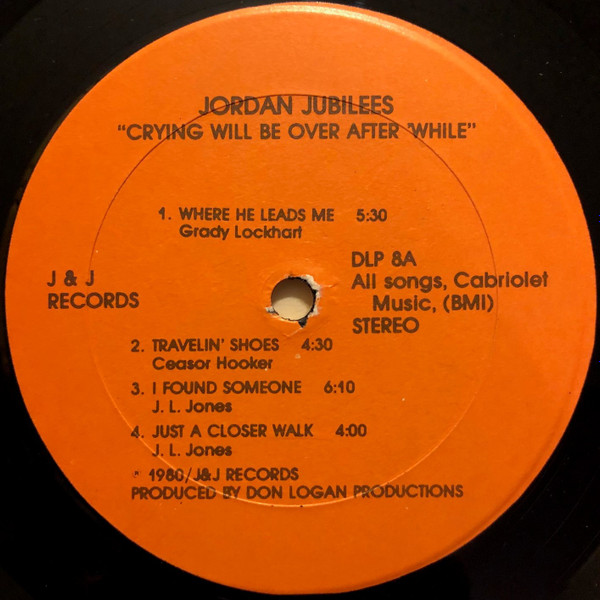 JORDAN JUBILEES
"CRYING WILL BE OVER AFTER 'WHILE"
1. WHERE HE LEADS ME 5:30
Grady Lockhart
J & J
RECORDS
DLP 8A
All songs, Cabriolet
Music, (BMI)
STEREO
2. TRAVELIN' SHOES 4:30
Ceasor Hooker
3. I FOUND SOMEONE 6:10
J. L. Jones
4. JUST A CLOSER WALK 4:00
J. L. Jones
℗ 1980/J&J RECORDS
PRODUCED BY DON LOGAN PRODUCTIONS